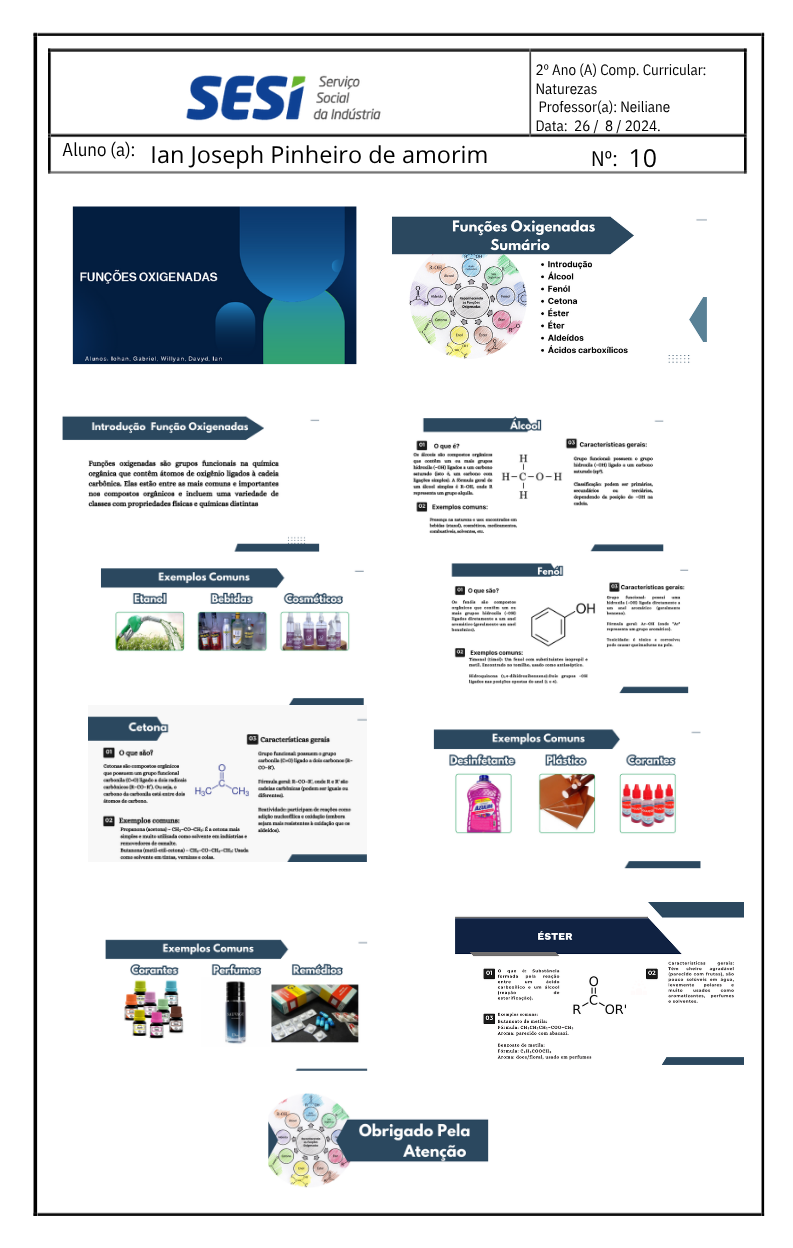 SESI Serviço
Social
da Indústria
2º Ano (A) Comp. Curricular:
Naturezas
Professor(a): Neiliane
Data: 26 / 8 / 2024.
Aluno (a): Ian Joseph Pinheiro de amorim
Nº: 10
FUNÇÕES OXIGENADAS
Alunos: Ilohan, Gabriel, Willyan, Davyd, Ian
Funções Oxigenadas
Sumário
• Introdução
• Álcool
• Fenól
• Cetona
• Éster
• Éter
• Aldeídos
• Ácidos carboxílicos
Introdução Função Oxigenadas
Funções oxigenadas são grupos funcionais na química
orgânica que contêm átomos de oxigênio ligados à cadeia
carbônica. Elas estão entre as mais comuns e importantes
nos compostos orgânicos e incluem uma variedade de
classes com propriedades físicas e químicas distintas
Álcool
01 O que é?
Os álcoois são compostos orgânicos
que contêm um ou mais grupos
hidroxila (–OH) ligados a um carbono
saturado (isto é, um carbono com
ligações simples). A fórmula geral de
um álcool simples é R–OH, onde R
representa um grupo alquila.
02 Exemplos comuns:
Presença na natureza e uso: encontrados em
bebidas (etanol), cosméticos, medicamentos,
combustíveis, solventes, etc.
H
H–C–O–H
H
03 Características gerais:
Grupo funcional: possuem o grupo
hidroxila (–OH) ligado a um carbono
saturado (sp³).
Classificação podem ser primários,
secundários ou terciários,
dependendo da posição do –OH na
cadeia.
Exemplos Comuns
Etanol Bebidas Cosméticos
Fenól
01 O que são?
Os fenóis são compostos
orgânicos que contêm um ou
mais grupos hidroxila (–OH)
ligados diretamente a um anel
aromático (geralmente um anel
benzênico).
OH
03 Características gerais:
Grupo funcional: possui uma
hidroxila (–OH) ligada diretamente a
um anel aromático (geralmente
benzeno).
Fórmula geral: Ar–OH (onde "Ar"
representa um grupo aromático).
Toxicidade: é tóxico e corrosivo;
pode causar queimaduras na pele.
02 Exemplos comuns:
Timomol (timol): Um fenol com substituintes isopropil e
metil. Encontrado no tomilho, usado como antisséptico.
Hidroquinona (1,4-dihidroxibenzeno):Dois grupos -OH
ligados nas posições opostas do anel (1 e 4).
Cetona
01 O que são?
Cetonas são compostos orgânicos
que possuem um grupo funcional
carbonila (C=O) ligado a dois radicais
carbônicos (R–CO–R'). Ou seja, o
carbono da carbonila está entre dois
átomos de carbono.
02 Exemplos comuns:
Propanona (acetona) – CH₃–CO–CH₃: É a cetona mais
simples e muito utilizada como solvente em indústrias e
removedores de esmalte.
Butanona (metil-etil-cetona) – CH₃–CO–CH₂–CH₃: Usada
como solvente em tintas, vernizes e colas.
O
C
H₃C CH₃
03 Características gerais
Grupo funcional: possuem o grupo
carbonila (C=O) ligado a dois carbonos (R–
CO–R').
Fórmula geral: R–CO–R', onde R e R' são
cadeias carbônicas (podem ser iguais ou
diferentes).
Reatividade: participam de reações como
adição nucleofílica e oxidação (embora
sejam mais resistentes à oxidação que os
aldeídos).
Exemplos Comuns
Desinfetante Plástico Corantes
AZULIM
Exemplos Comuns
Corantes Perfumes Remédios
ÉSTER
01 O que é: Substância
formada pela reação
entre um ácido
carboxílico e um álcool
(reação de
esterificação).
O
C
R OR'
02 Características gerais:
Têm cheiro agradável
(parecido com frutas), são
pouco solúveis em água,
levemente polares e
muito usados como
aromatizantes, perfumes
e solventes.
03 Exemplos comuns:
Butanoato de metila:
Fórmula: CH₃CH₂CH₂-COO-CH₃
Aroma: parecido com abacaxi.
Benzoato de metila:
Fórmula: C₆H₅COOCH₃
Aroma: doce/floral, usado em perfumes
Obrigado Pela
Atenção